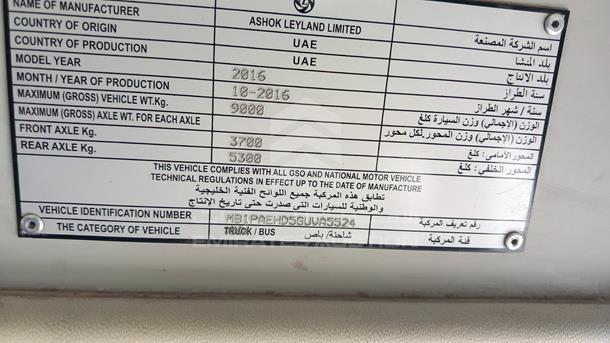 NAME OF MANUFACTURER ASHOK LEYLAND LIMITED اسم الشركة المصنعة
COUNTRY OF ORIGIN UAE بلد المنشا
COUNTRY OF PRODUCTION UAE بلد الانتاج
MODEL YEAR 2016 سنة الطراز
MONTH / YEAR OF PRODUCTION 10-2016 سنة / شهر الطراز
MAXIMUM (GROSS) VEHICLE WT.Kg. 9000 الوزن (الإجمالي) وزن السيارة كلغ
MAXIMUM (GROSS) AXLE WT. FOR EACH AXLE الوزن (الإجمالي) وزن المحور لكل محور
FRONT AXLE Kg. 3700 المحور الأمامي: كلغ
REAR AXLE Kg. 5300 المحور الخلفي: كلغ
THIS VEHICLE COMPLIES WITH ALL GSO AND NATIONAL MOTOR VEHICLE
TECHNICAL REGULATIONS IN EFFECT UP TO THE DATE OF MANUFACTURE
تطابق هذه المركبة جميع اللوائح الفنية الخليجية
والوطنية للسيارات التى صدرت حتى تاريخ الانتاج
VEHICLE IDENTIFICATION NUMBER MB1PAEHD5GUVA5524 رقم تعريف المركبة
THE CATEGORY OF VEHICLE TRUCK / BUS شاحنة/ باص فئة المركبة